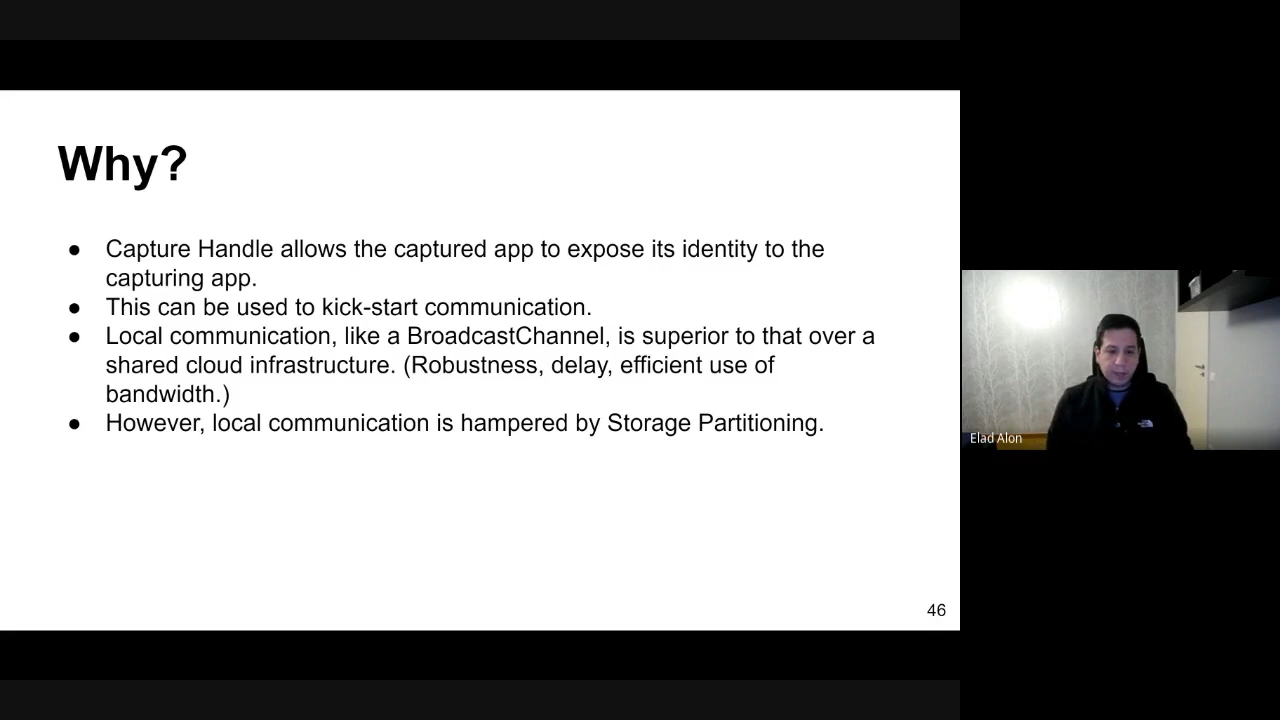 Why?
● Capture Handle allows the captured app to expose its identity to the
capturing app.
● This can be used to kick-start communication.
● Local communication, like a BroadcastChannel, is superior to that over a
shared cloud infrastructure. (Robustness, delay, efficient use of
bandwidth.)
● However, local communication is hampered by Storage Partitioning.
46
Elad Alon